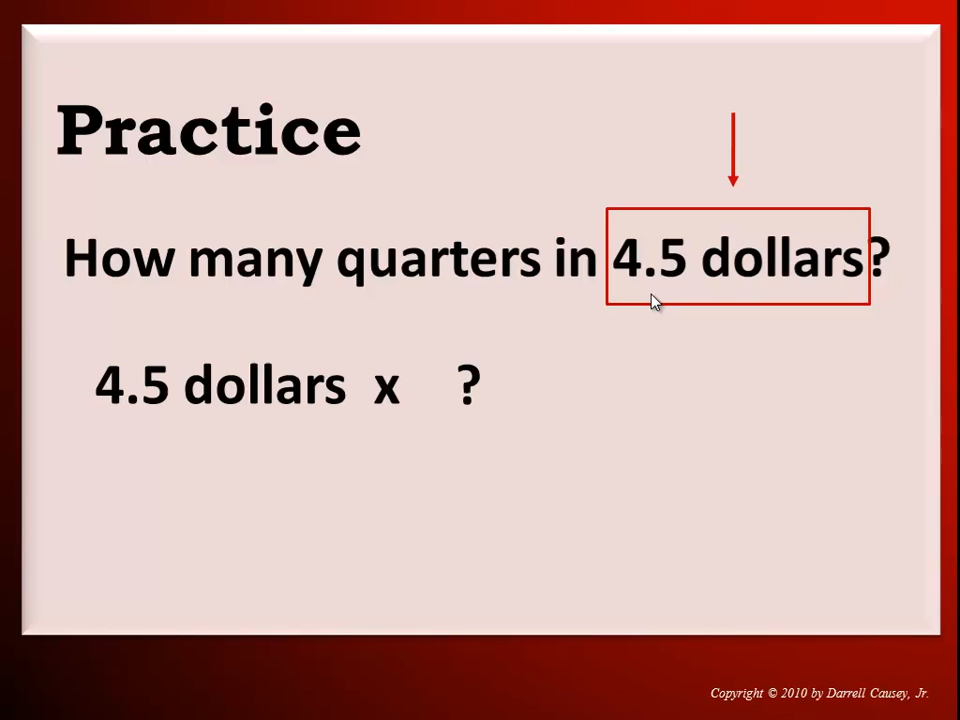 Practice
How many quarters in 4.5 dollars?
4.5 dollars x ?
Copyright © 2010 by Darrell Causey, Jr.